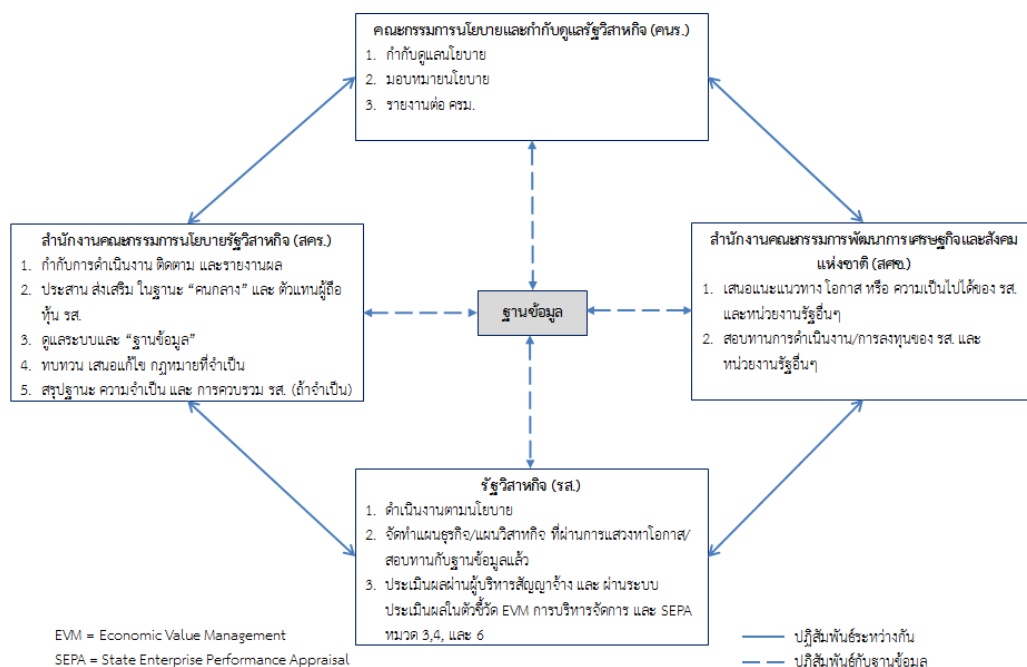 คณะกรรมการนโยบายและกำกับดูแลรัฐวิสาหกิจ (คนร.)
1. กำกับดูแลนโยบาย
2. มอบหมายนโยบาย
3. รายงานต่อ ครม.
สำนักงานคณะกรรมการนโยบายรัฐวิสาหกิจ (สคร.)
1. กำกับการดำเนินงาน ติดตาม และรายงานผล
2. ประสาน ส่งเสริม ในฐานะ “คนกลาง” และ ตัวแทนผู้ถือ
หุ้น รส.
3. ดูแลระบบและ “ฐานข้อมูล”
4. ทบทวน เสนอแก้ไข กฎหมายที่จำเป็น
5. สรุปฐานะ ความจำเป็น และ การควบรวม รส. (ถ้าจำเป็น)
ฐานข้อมูล
สำนักงานคณะกรรมการพัฒนาการเศรษฐกิจและสังคม
แห่งชาติ (สศช.)
1. เสนอแนะแนวทาง โอกาส หรือ ความเป็นไปได้ของ รส.
และหน่วยงานรัฐอื่นๆ
2. สอบทานการดำเนินงาน/การลงทุนของ รส. และ
หน่วยงานรัฐอื่นๆ
รัฐวิสาหกิจ (รส.)
1. ดำเนินงานตามนโยบาย
2. จัดทำแผนธุรกิจ/แผนวิสาหกิจ ที่ผ่านการแสวงหาโอกาส/
สอบทานกับฐานข้อมูลแล้ว
3. ประเมินผลผ่านผู้บริหารสัญญาจ้าง และ ผ่านระบบ
ประเมินผลในตัวชี้วัด EVM การบริหารจัดการ และ SEPA
หมวด 3,4, และ 6
EVM = Economic Value Management
SEPA = State Enterprise Performance Appraisal
ปฏิสัมพันธ์ระหว่างกัน
ปฏิสัมพันธ์กับฐานข้อมูล